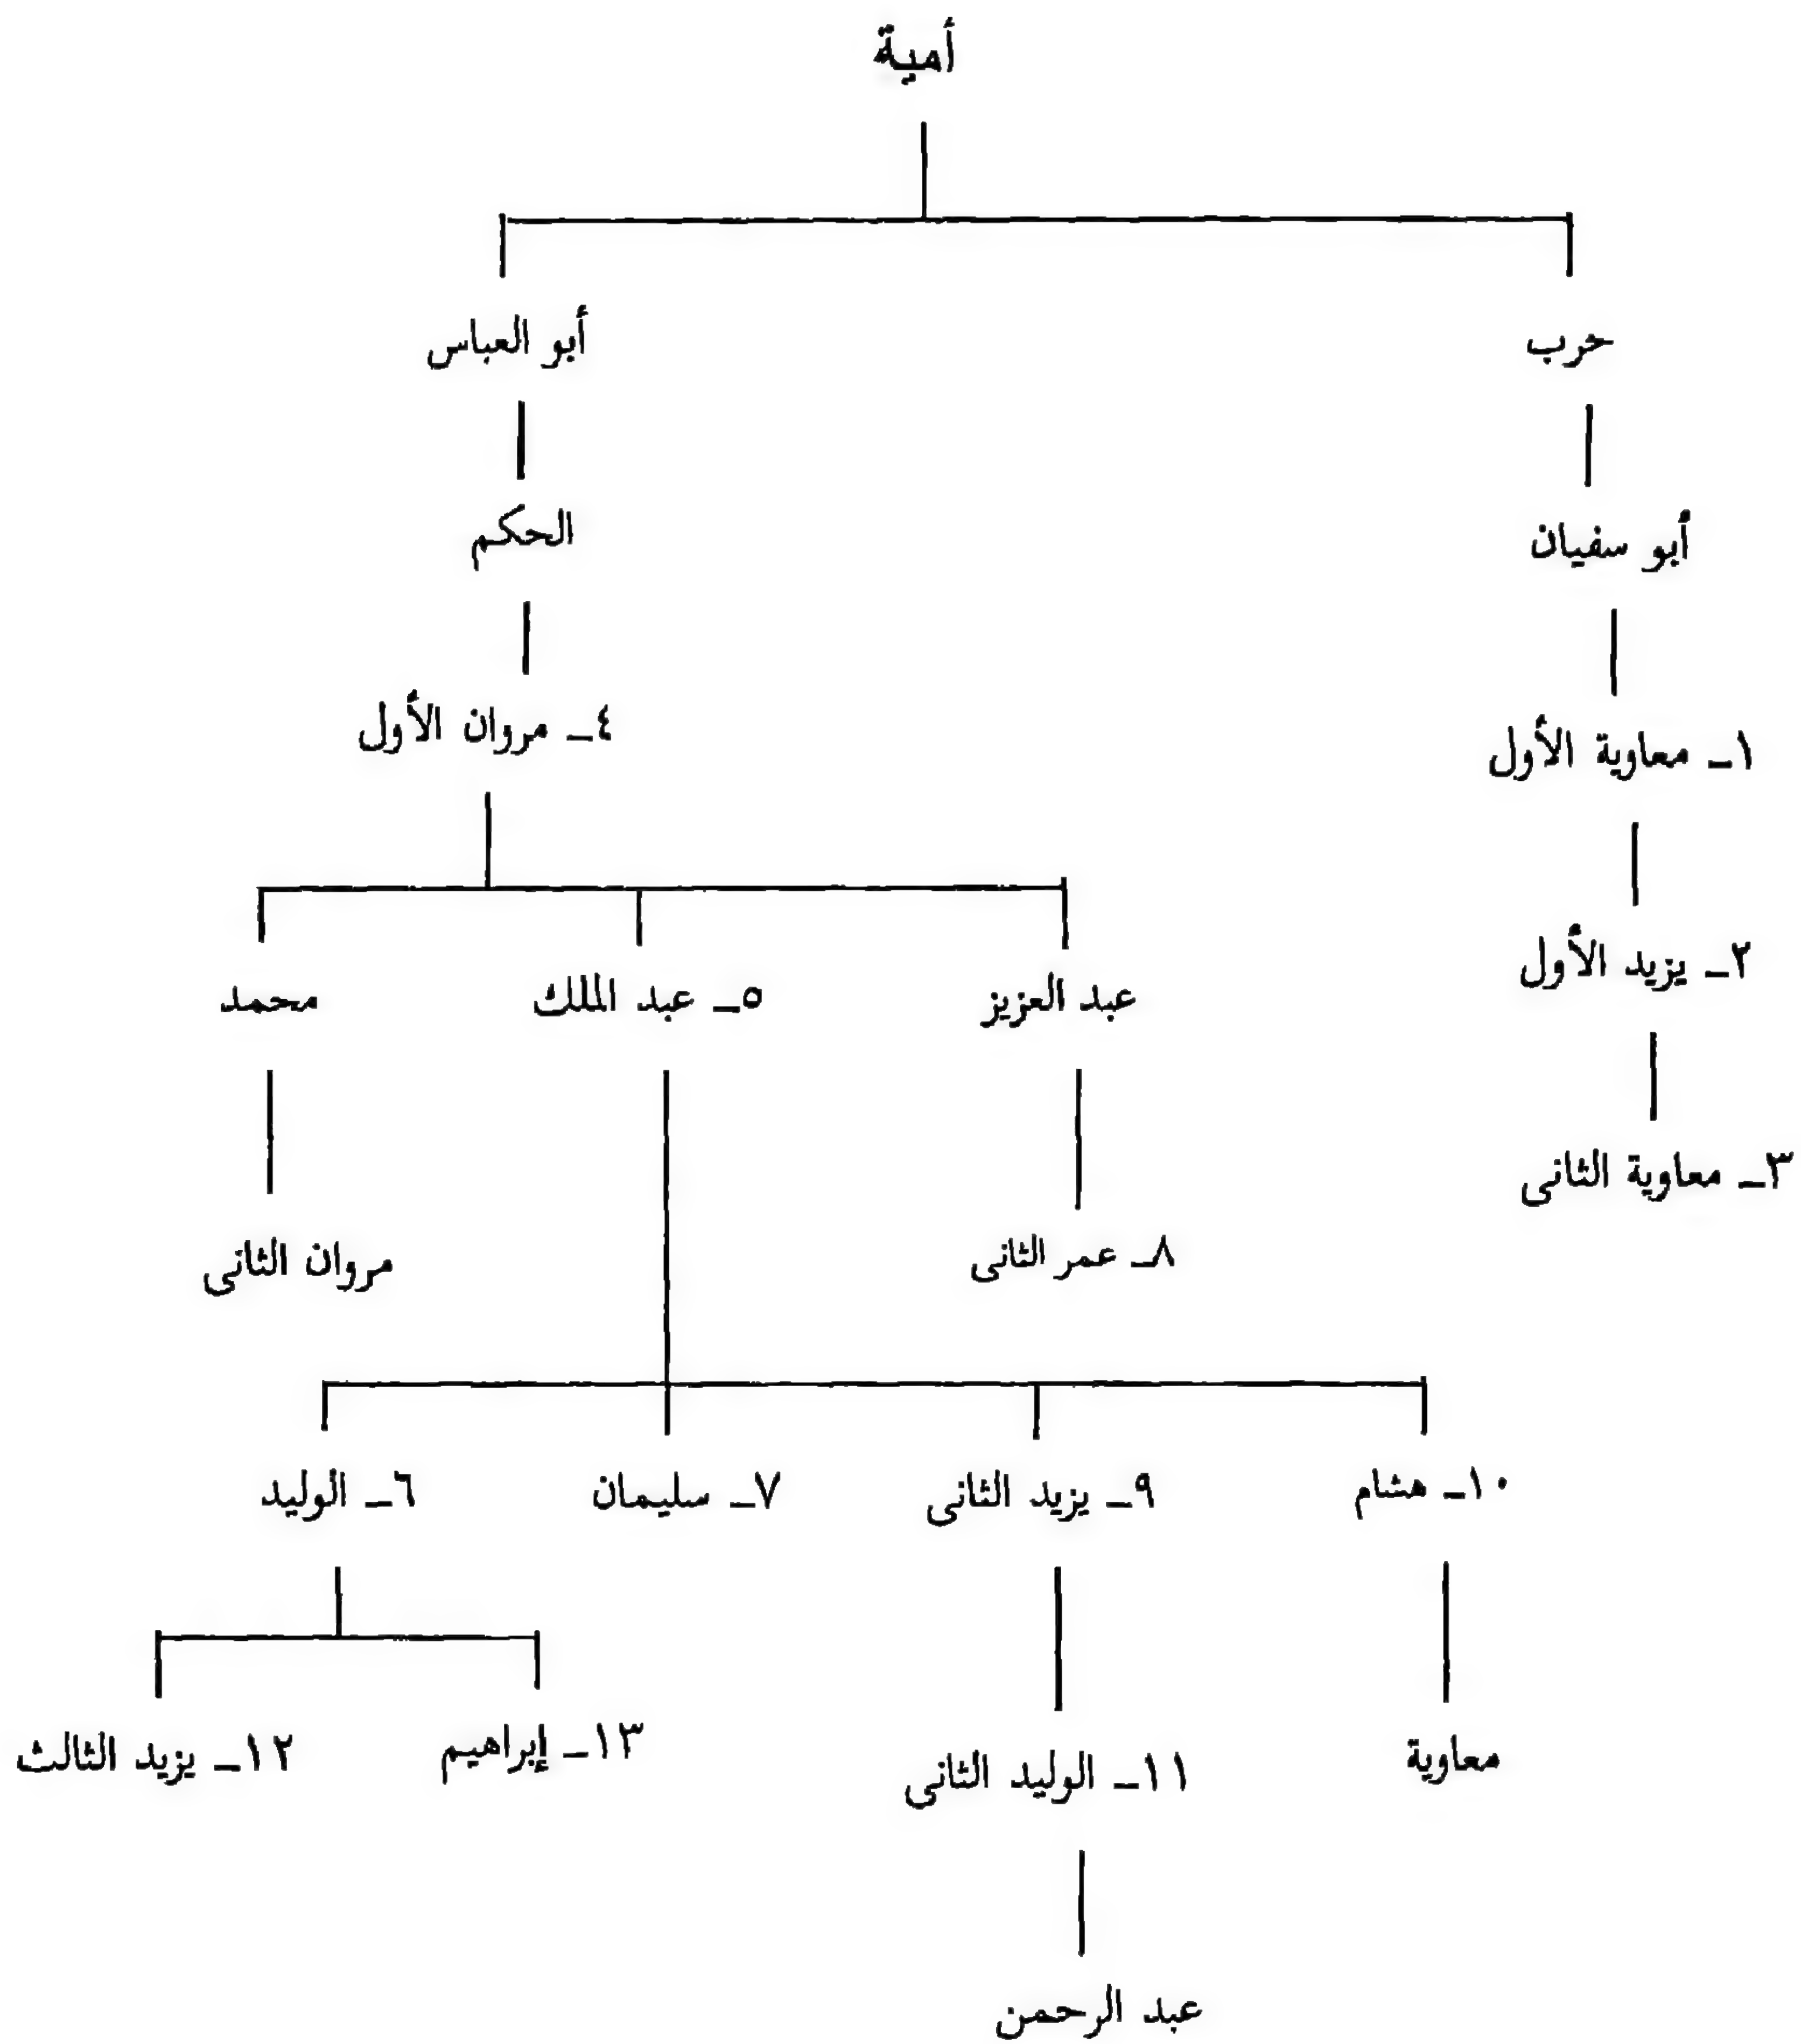 أمية
حرب
أبو العباس
أبو سفيان
الحكم
١ـ معاوية الأول
٤ـ مروان الأول
٢ـ يزيد الأول
عبد العزيز
٥ـ عبد الملك
محمد
٣ـ معاوية الثانى
٨ـ عمر الثانى
مروان الثانى
١٠ـ هشام
٩ـ يزيد الثانى
٧ـ سليمان
٦ـ الوليد
معاوية
١١ـ الوليد الثانى
١٣ـ إبراهيم
١٢ـ يزيد الثالث
عبد الرحمن